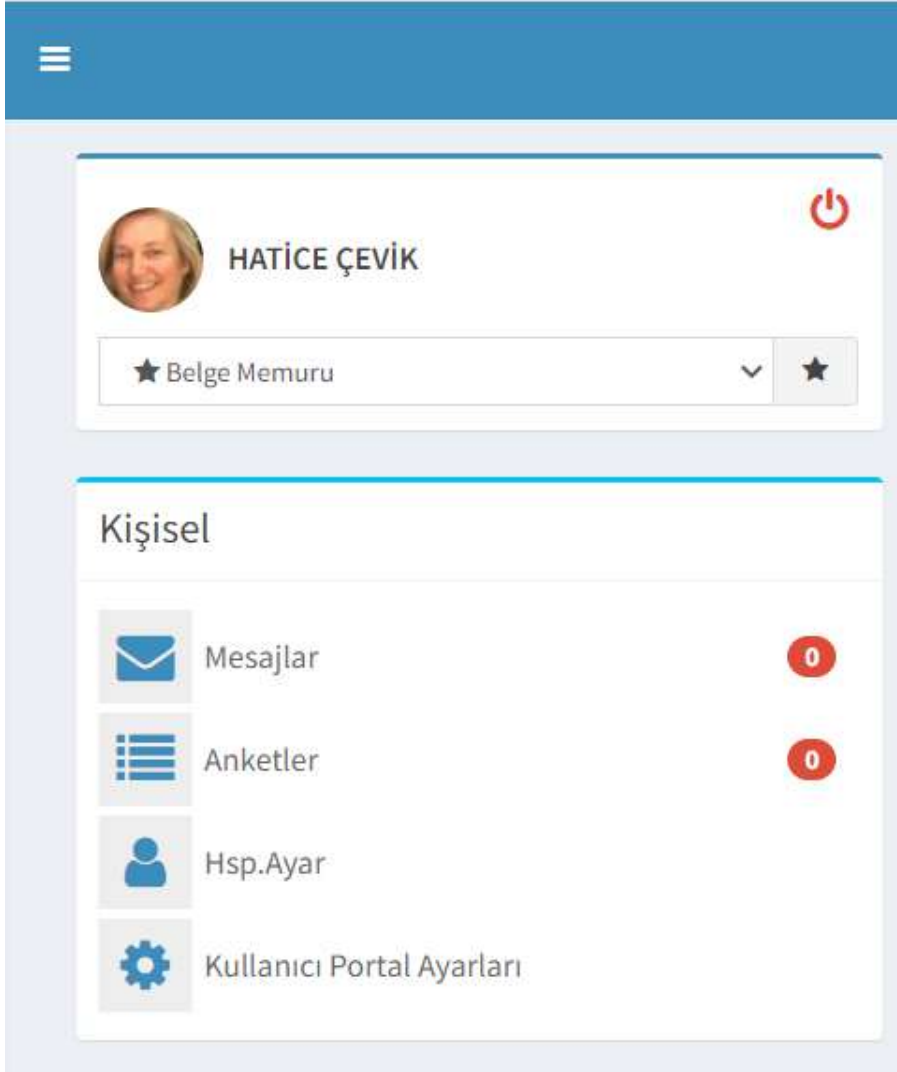 HATİCE ÇEVİK
Belge Memuru
Kişisel
Mesajlar 0
Anketler 0
Hsp.Ayar
Kullanıcı Portal Ayarları